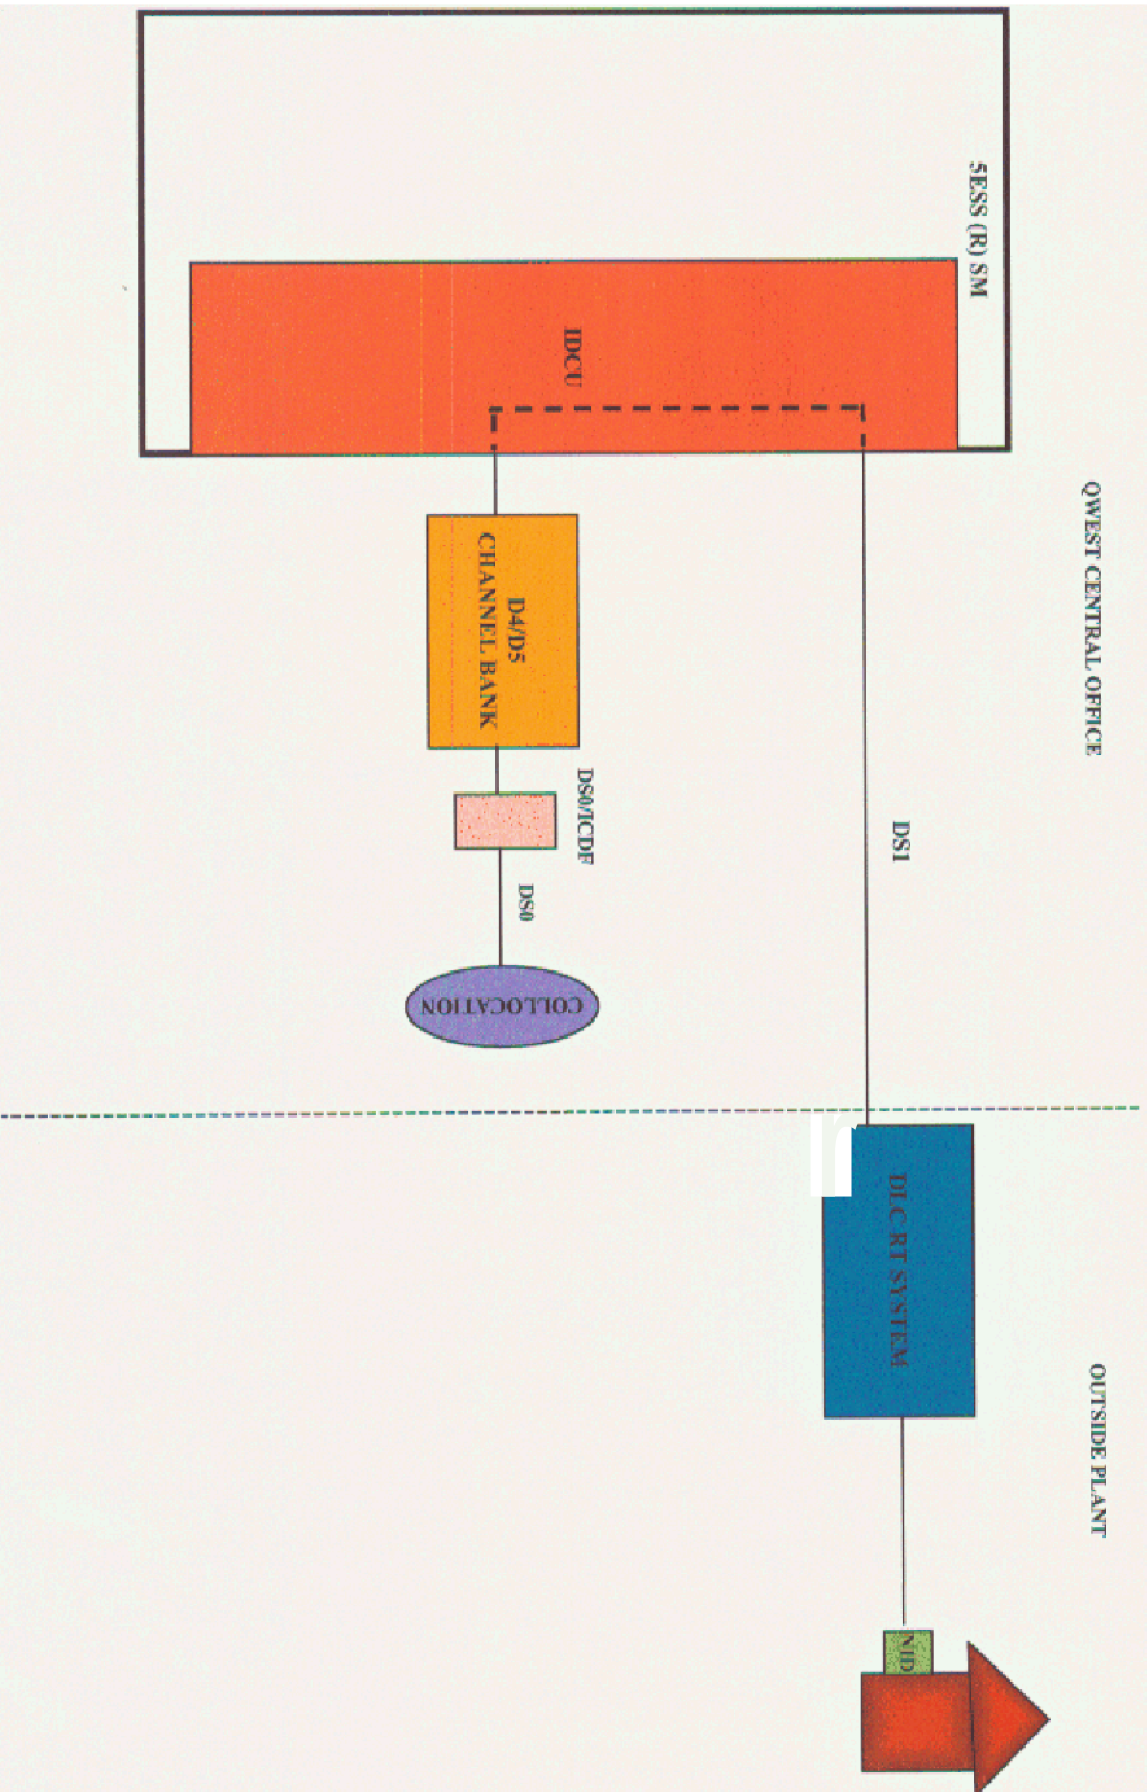 QWEST CENTRAL OFFICE
OUTSIDE PLANT
5ESS (R) SM
DS1
DLC RT SYSTEM
NID
IDCU
DS0/ICDF
D4/D5
CHANNEL BANK
DS0
COLLOCATION